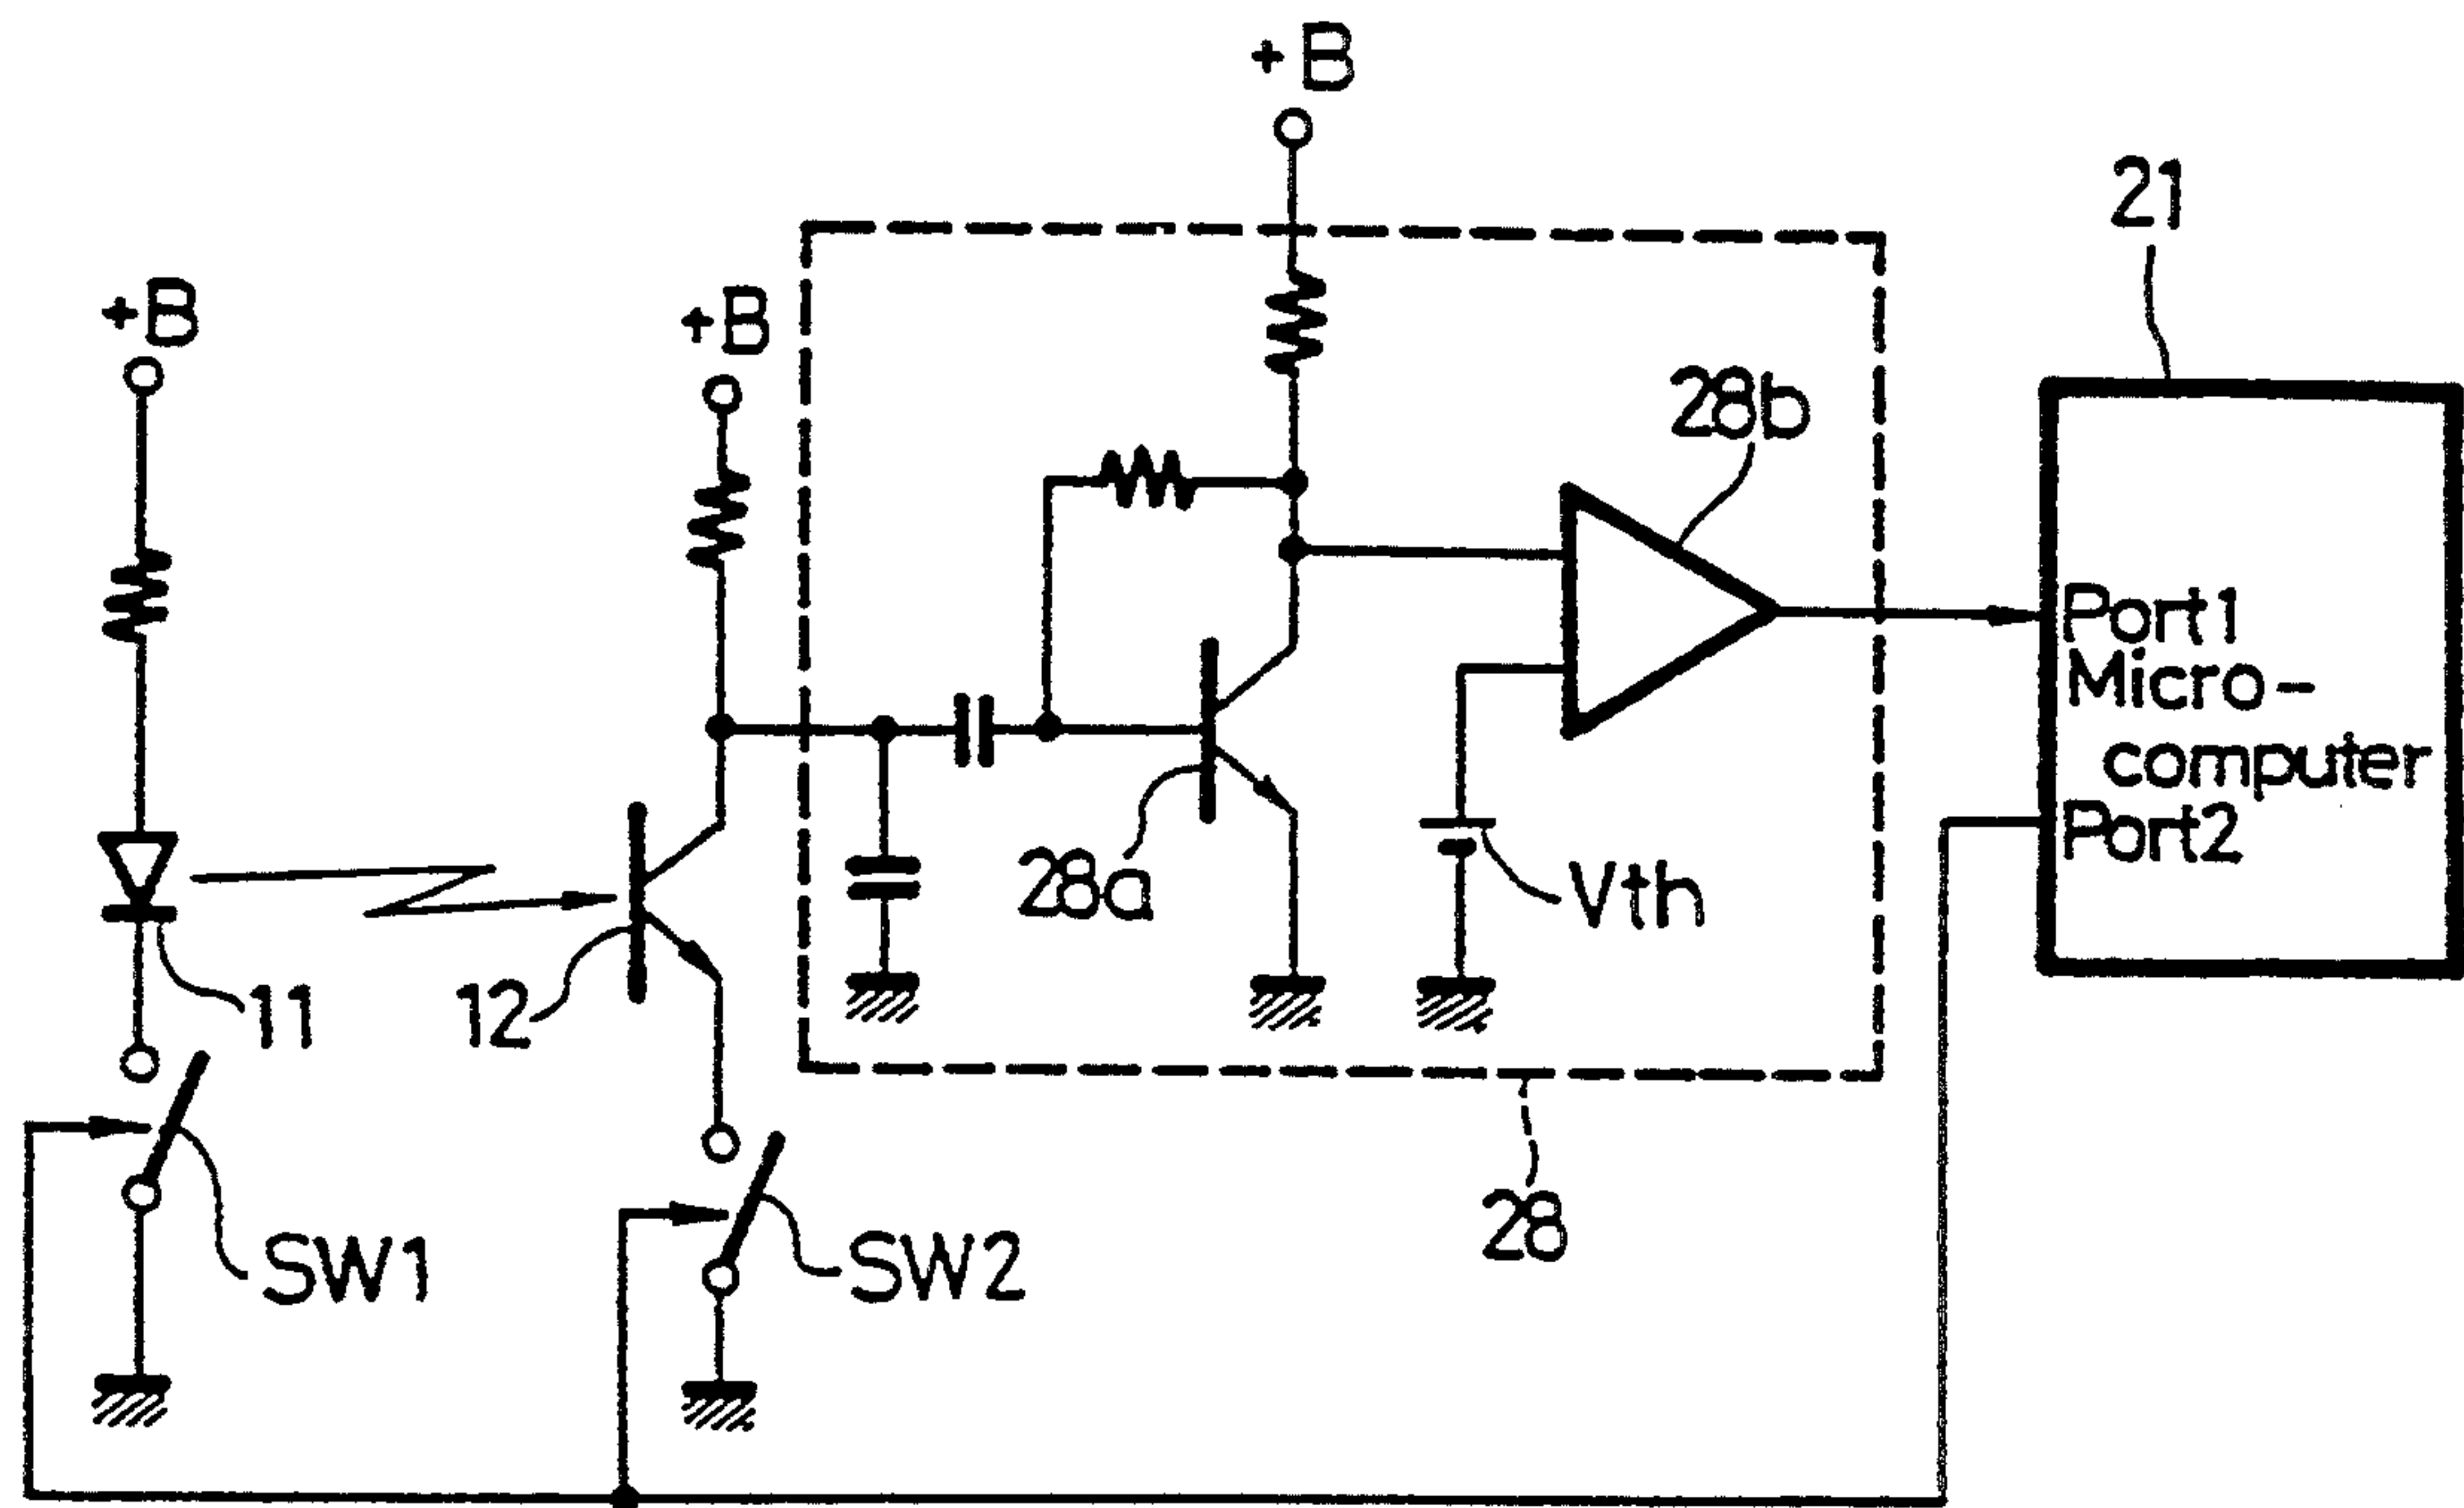 +B
21
+B
+B
28b
Port1
Micro-
computer
Port2
28a
Vth
11
12
28
SW1
SW2